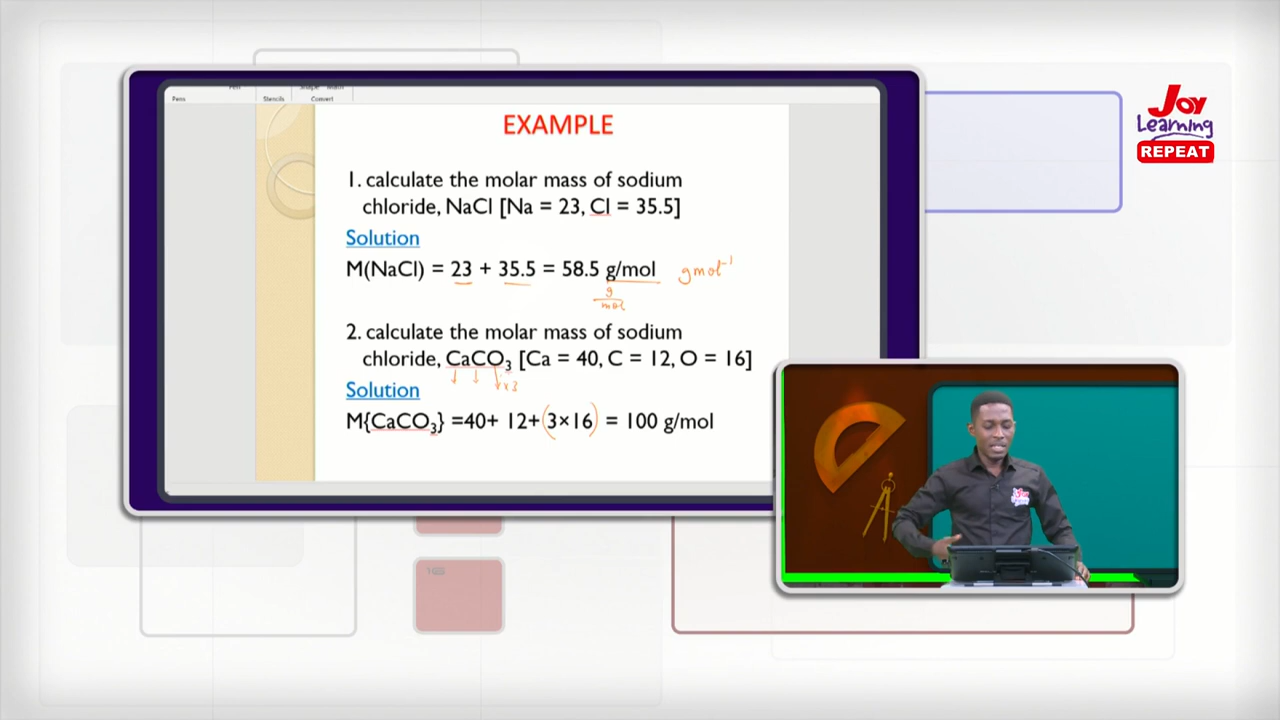 Pens
Stencils
Convert
EXAMPLE
1. calculate the molar mass of sodium
chloride, NaCl [Na = 23, Cl = 35.5]
Solution
M(NaCl) = 23 + 35.5 = 58.5 g/mol gmol⁻¹
g
mol
2. calculate the molar mass of sodium
chloride, CaCO₃ [Ca = 40, C = 12, O = 16]
×3
Solution
M{CaCO₃} =40+ 12+(3×16) = 100 g/mol
Joy
Learning
REPEAT